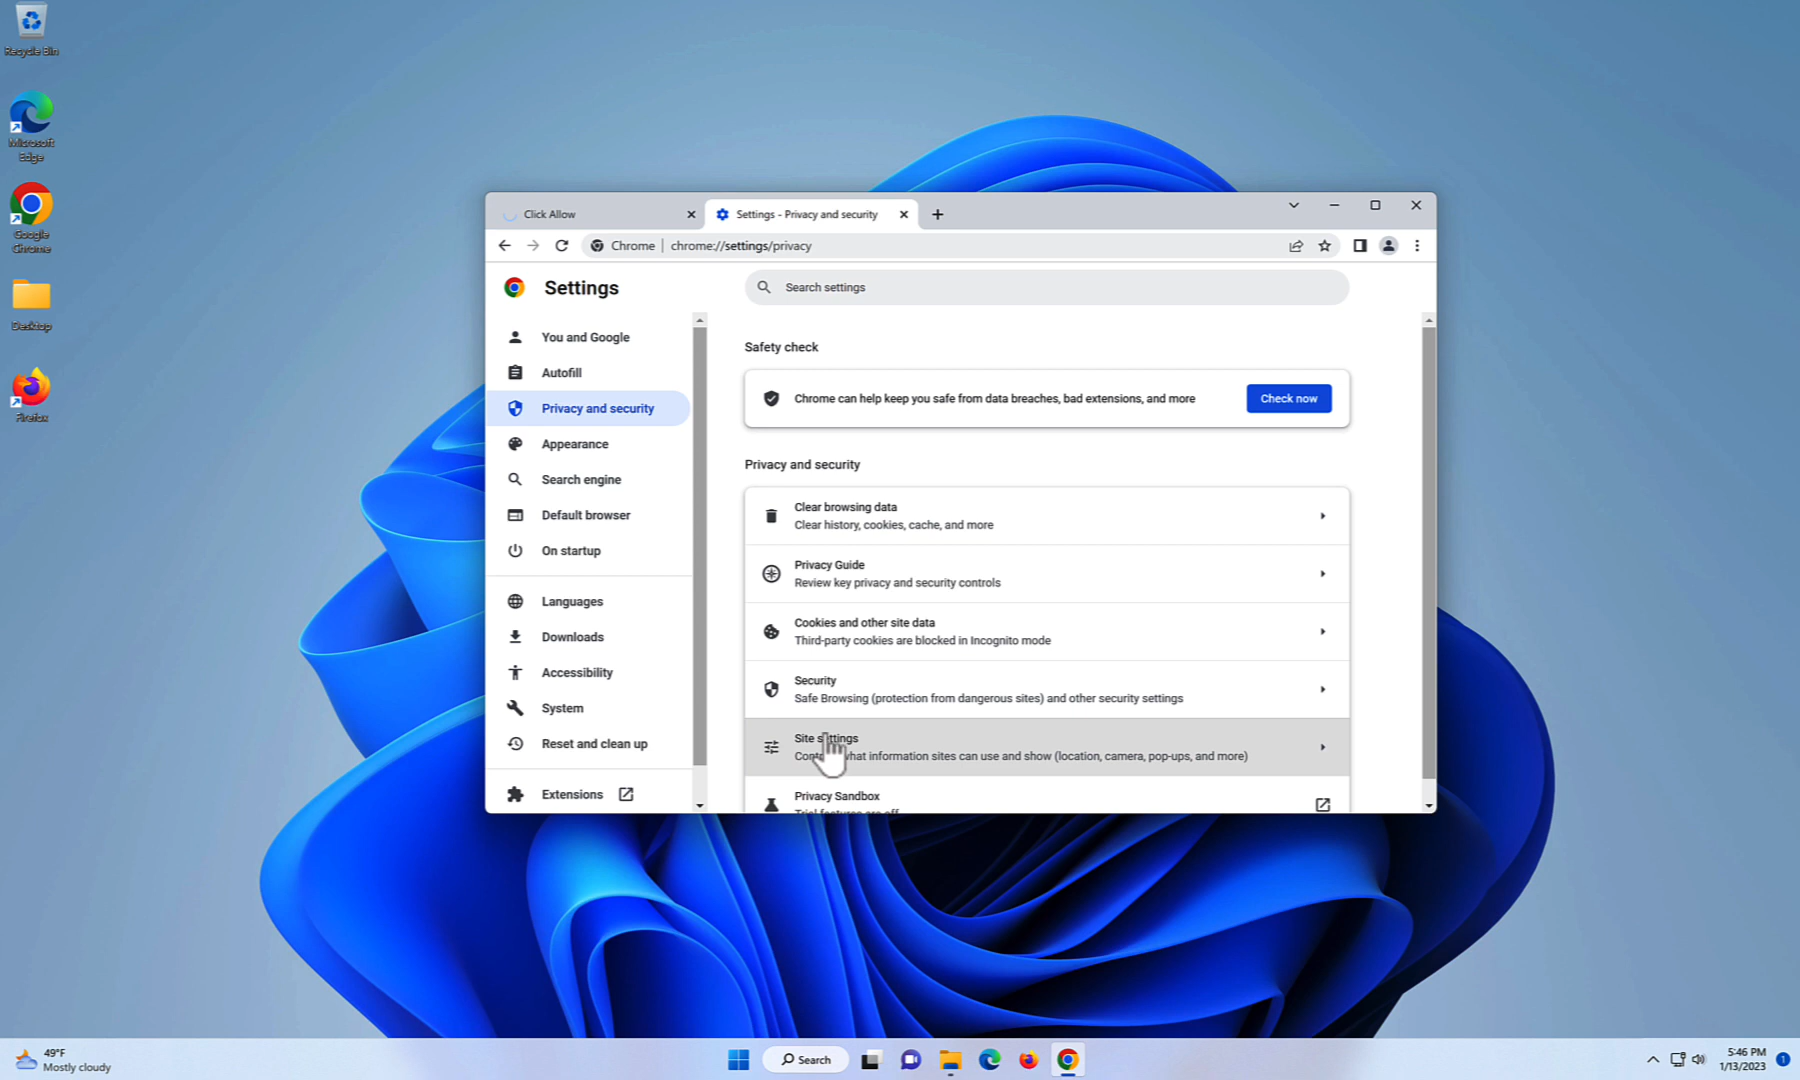 Recycle Bin
Microsoft
Edge
Google
Chrome
Desktop
Firefox
Click Allow
Settings - Privacy and security
Chrome
chrome://settings/privacy
Settings
Search settings
You and Google
Autofill
Privacy and security
Appearance
Search engine
Default browser
On startup
Languages
Downloads
Accessibility
System
Reset and clean up
Extensions
Safety check
Chrome can help keep you safe from data breaches, bad extensions, and more
Check now
Privacy and security
Clear browsing data
Clear history, cookies, cache, and more
Privacy Guide
Review key privacy and security controls
Cookies and other site data
Third-party cookies are blocked in Incognito mode
Security
Safe Browsing (protection from dangerous sites) and other security settings
Site settings
what information sites can use and show (location, camera, pop-ups, and more)
Privacy Sandbox
Trial features are off
49°F
Mostly cloudy
Search
5:46 PM
1/13/2023
1